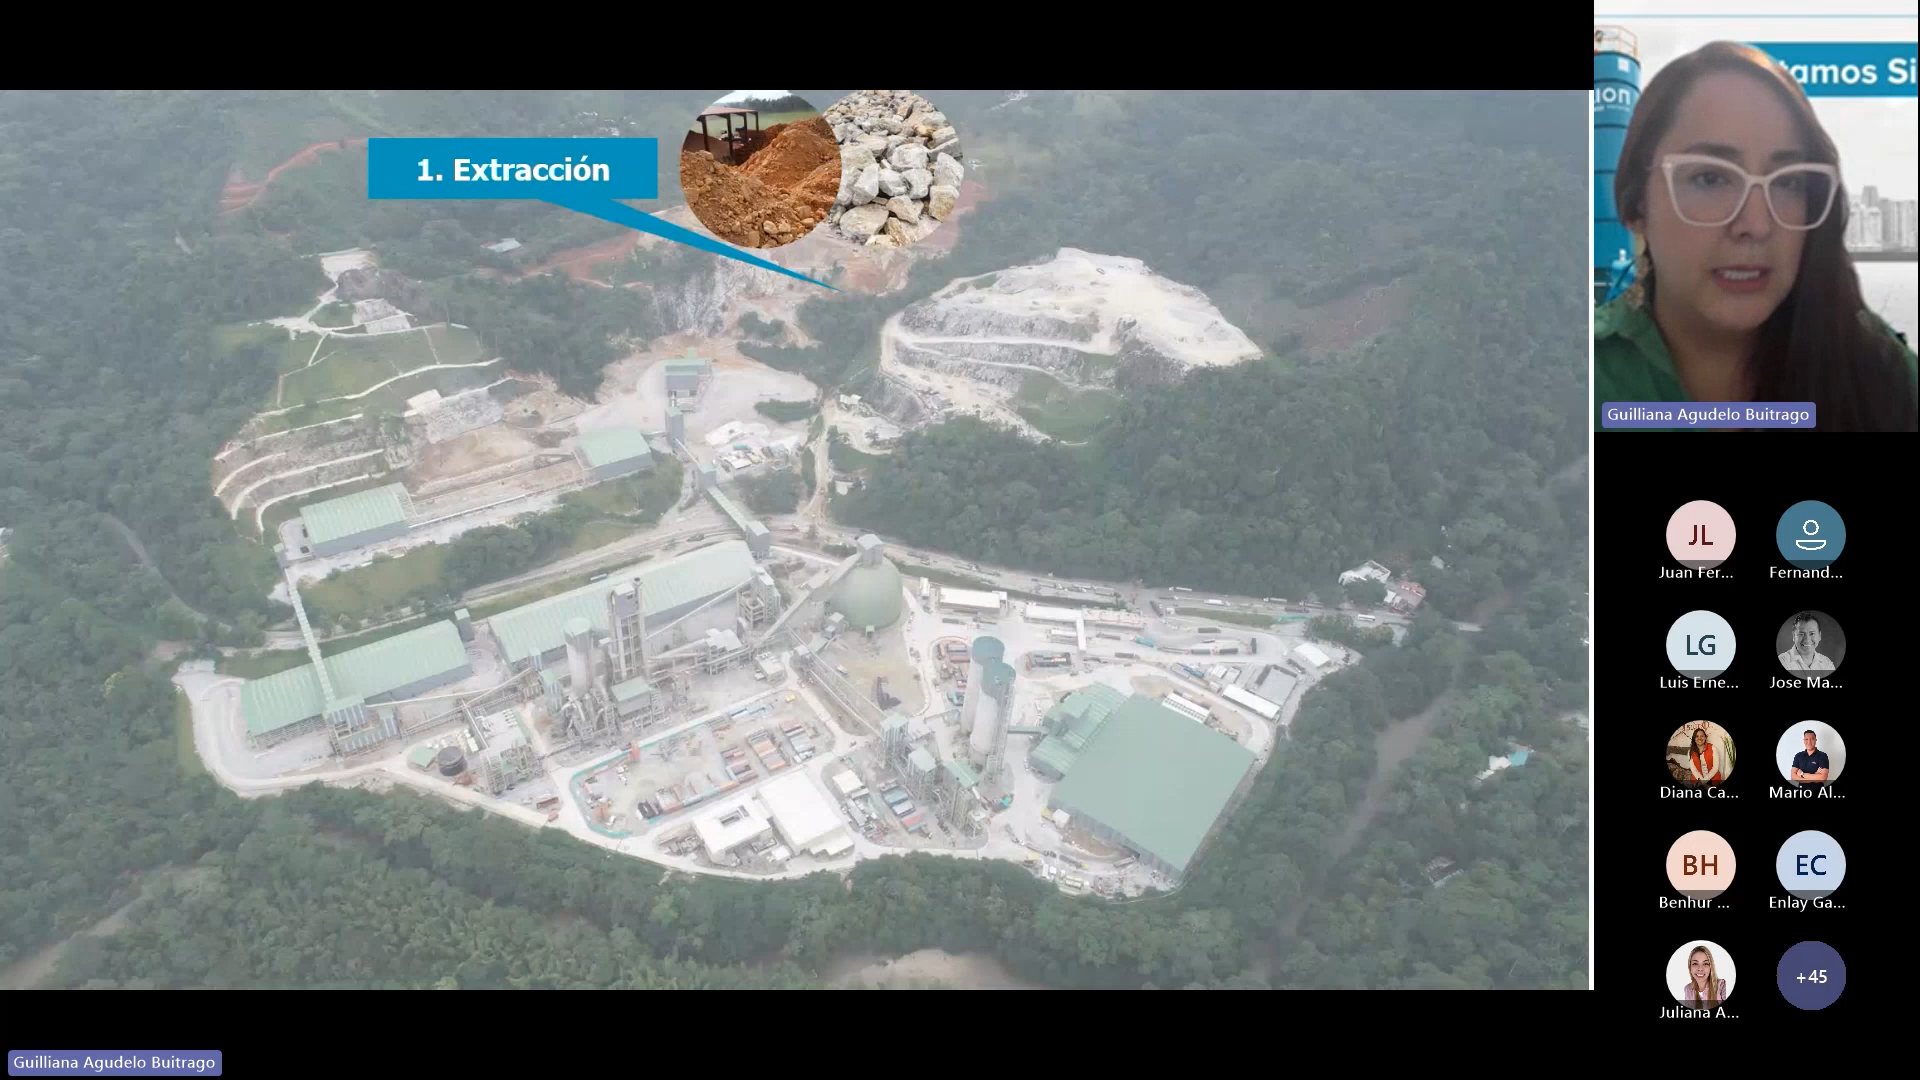 1. Extracción
tamos Si
ion
Guilliana Agudelo Buitrago
JL
Juan Fer...
Fernand...
LG
Luis Erne...
Jose Ma...
Diana Ca...
Mario Al...
BH
Benhur ...
EC
Enlay Ga...
Juliana A...
+45
Guilliana Agudelo Buitrago